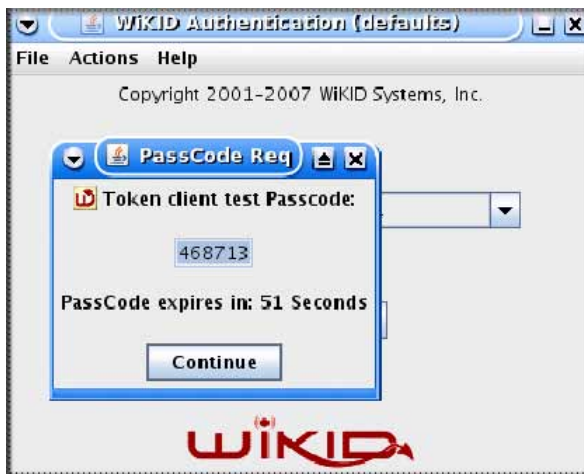 WiKID Authentication (defaults)
File Actions Help
Copyright 2001-2007 WiKID Systems, Inc.
PassCode Req
Token client test Passcode:
468713
PassCode expires in: 51 Seconds
Continue
WiKID